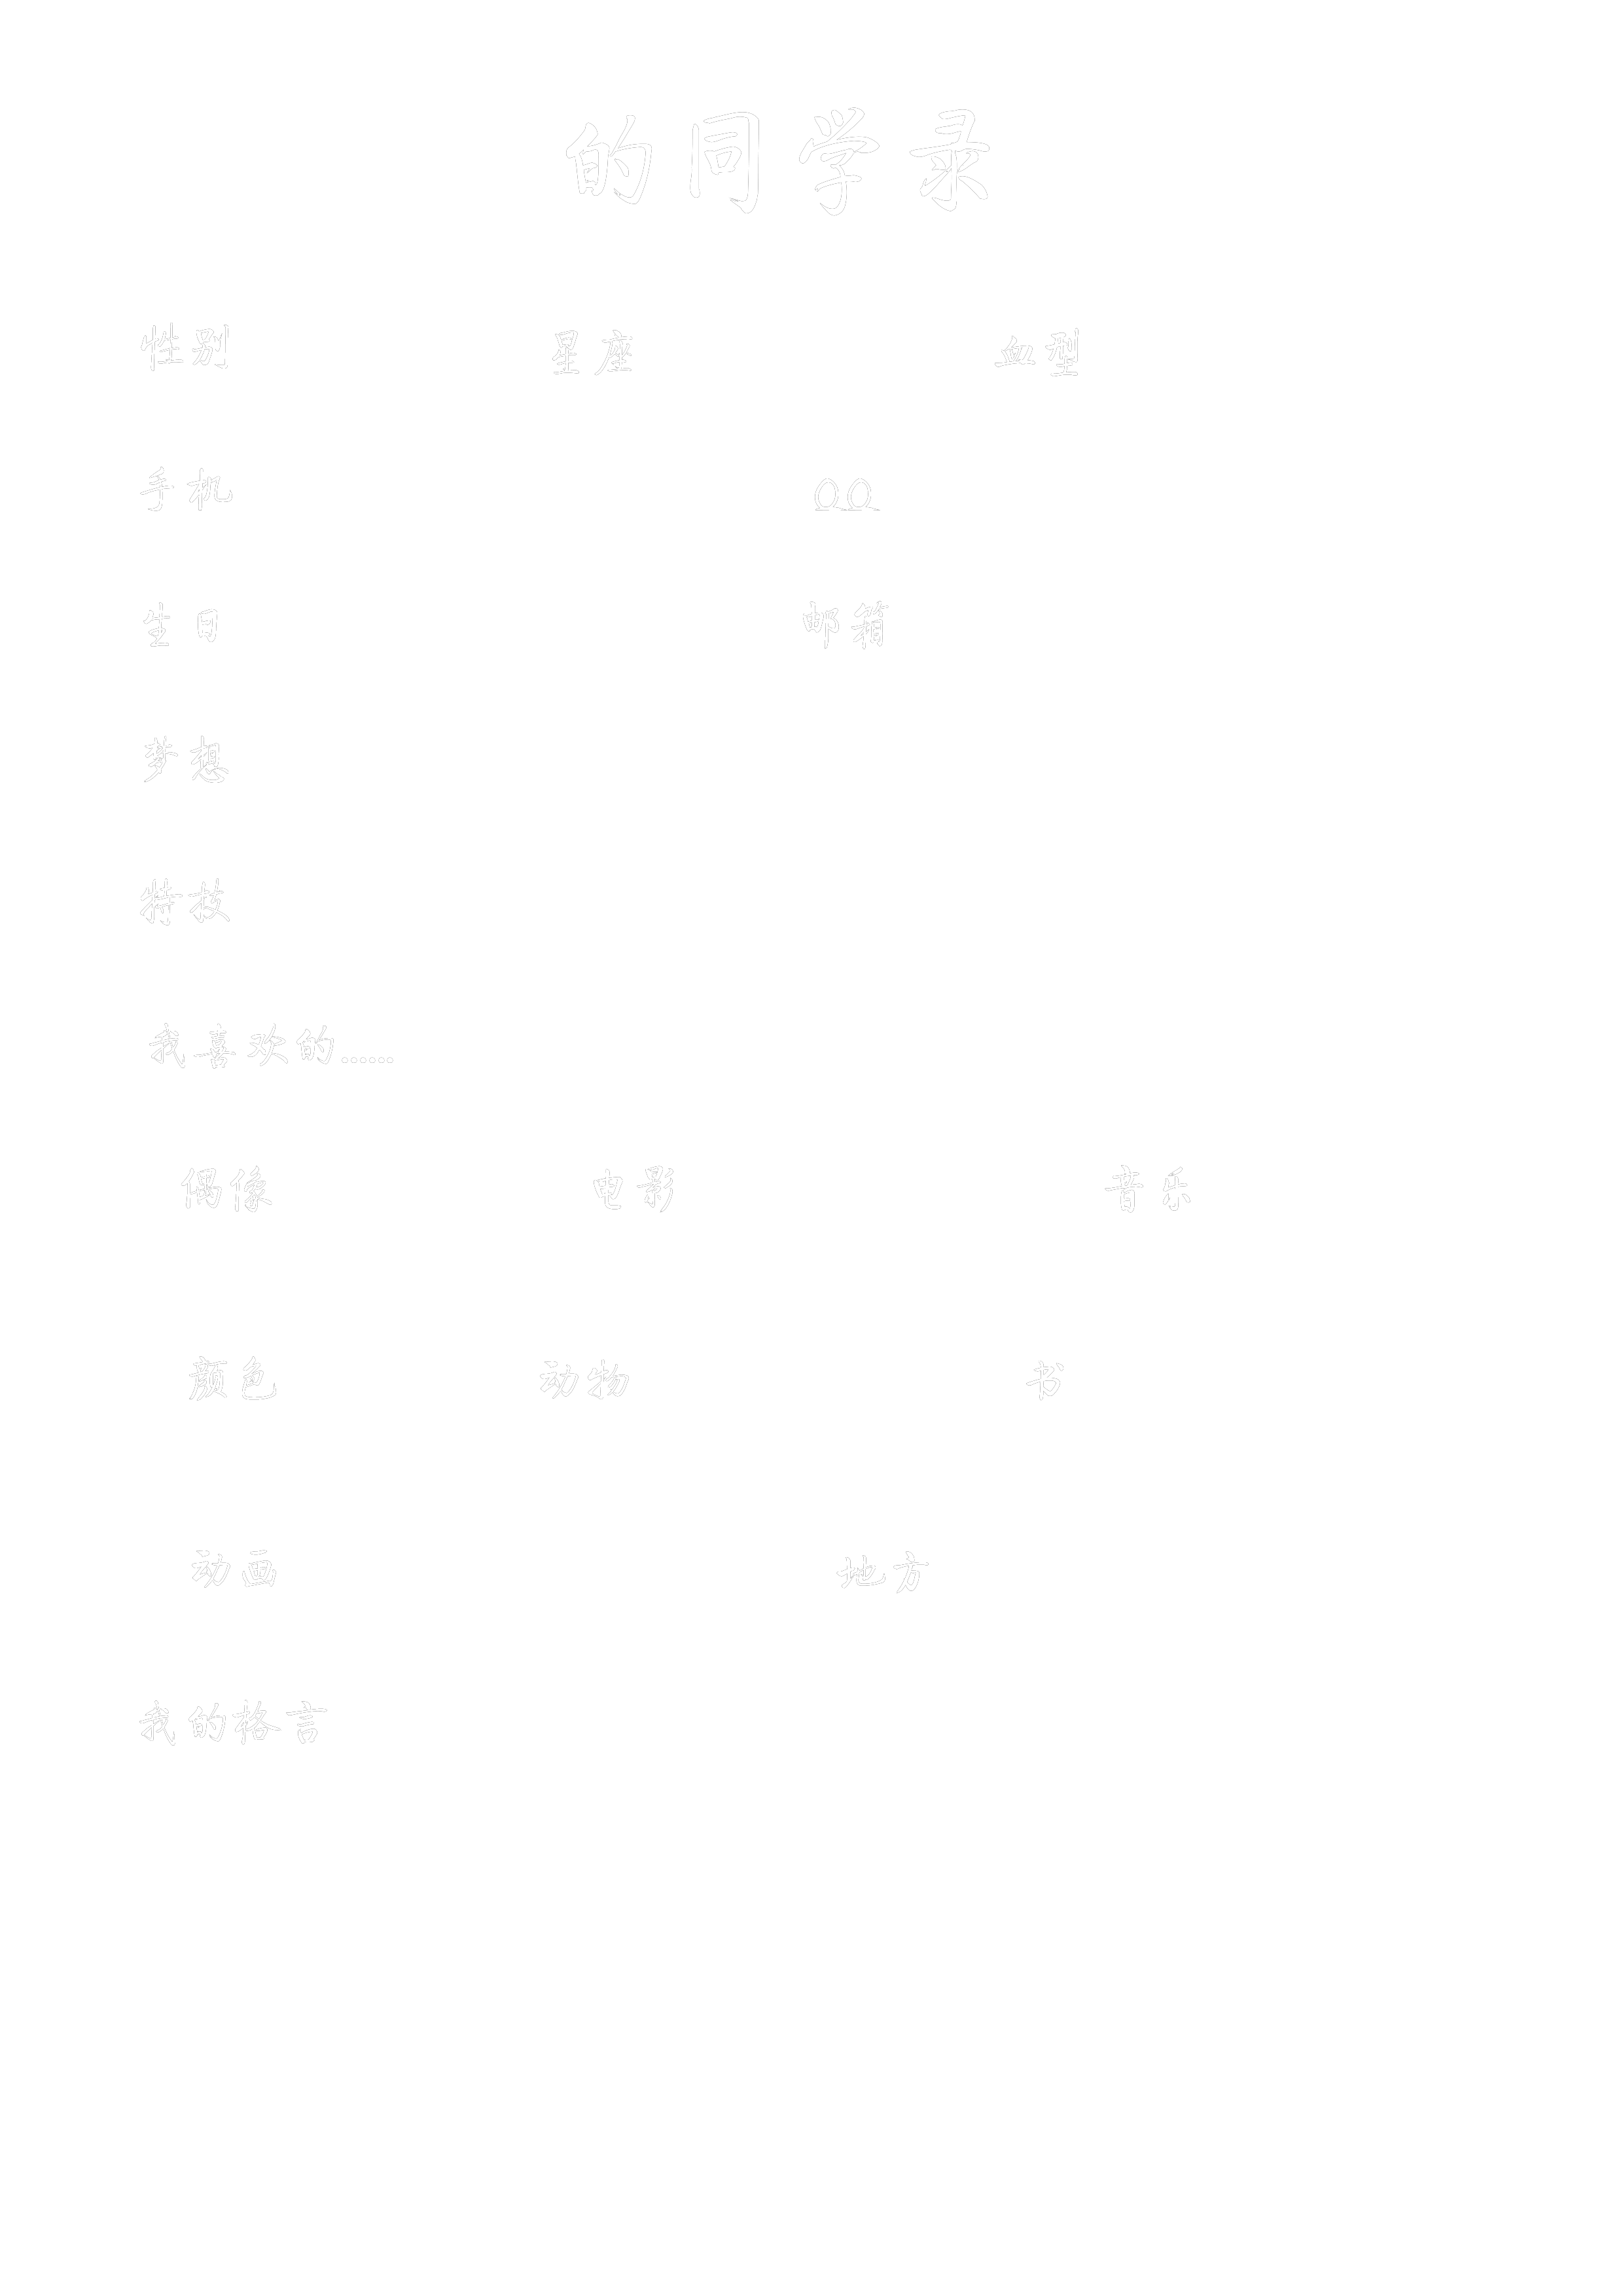 的同学录
性别 星座 血型
手机 QQ
生日 邮箱
梦想
特技
我喜欢的……
偶像 电影 音乐
颜色 动物 书
动画 地方
我的格言